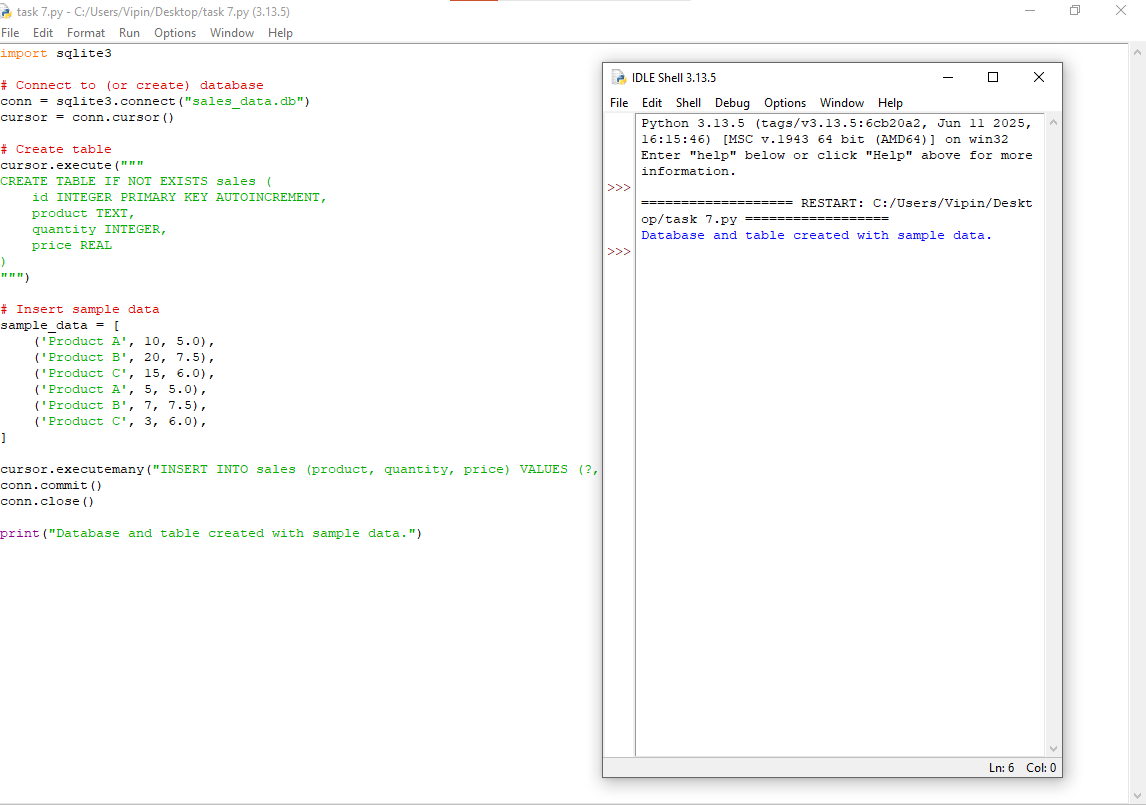 task 7.py - C:/Users/Vipin/Desktop/task 7.py (3.13.5)
File Edit Format Run Options Window Help
import sqlite3

# Connect to (or create) database
conn = sqlite3.connect("sales_data.db")
cursor = conn.cursor()

# Create table
cursor.execute("""
CREATE TABLE IF NOT EXISTS sales (
    id INTEGER PRIMARY KEY AUTOINCREMENT,
    product TEXT,
    quantity INTEGER,
    price REAL
)
""")

# Insert sample data
sample_data = [
    ('Product A', 10, 5.0),
    ('Product B', 20, 7.5),
    ('Product C', 15, 6.0),
    ('Product A', 5, 5.0),
    ('Product B', 7, 7.5),
    ('Product C', 3, 6.0),
]

cursor.executemany("INSERT INTO sales (product, quantity, price) VALUES (?,
conn.commit()
conn.close()

print("Database and table created with sample data.")
IDLE Shell 3.13.5
File Edit Shell Debug Options Window Help
Python 3.13.5 (tags/v3.13.5:6cb20a2, Jun 11 2025,
16:15:46) [MSC v.1943 64 bit (AMD64)] on win32
Enter "help" below or click "Help" above for more
information.
>>>
=================== RESTART: C:/Users/Vipin/Deskt
op/task 7.py ==================
Database and table created with sample data.
>>>
Ln: 6 Col: 0